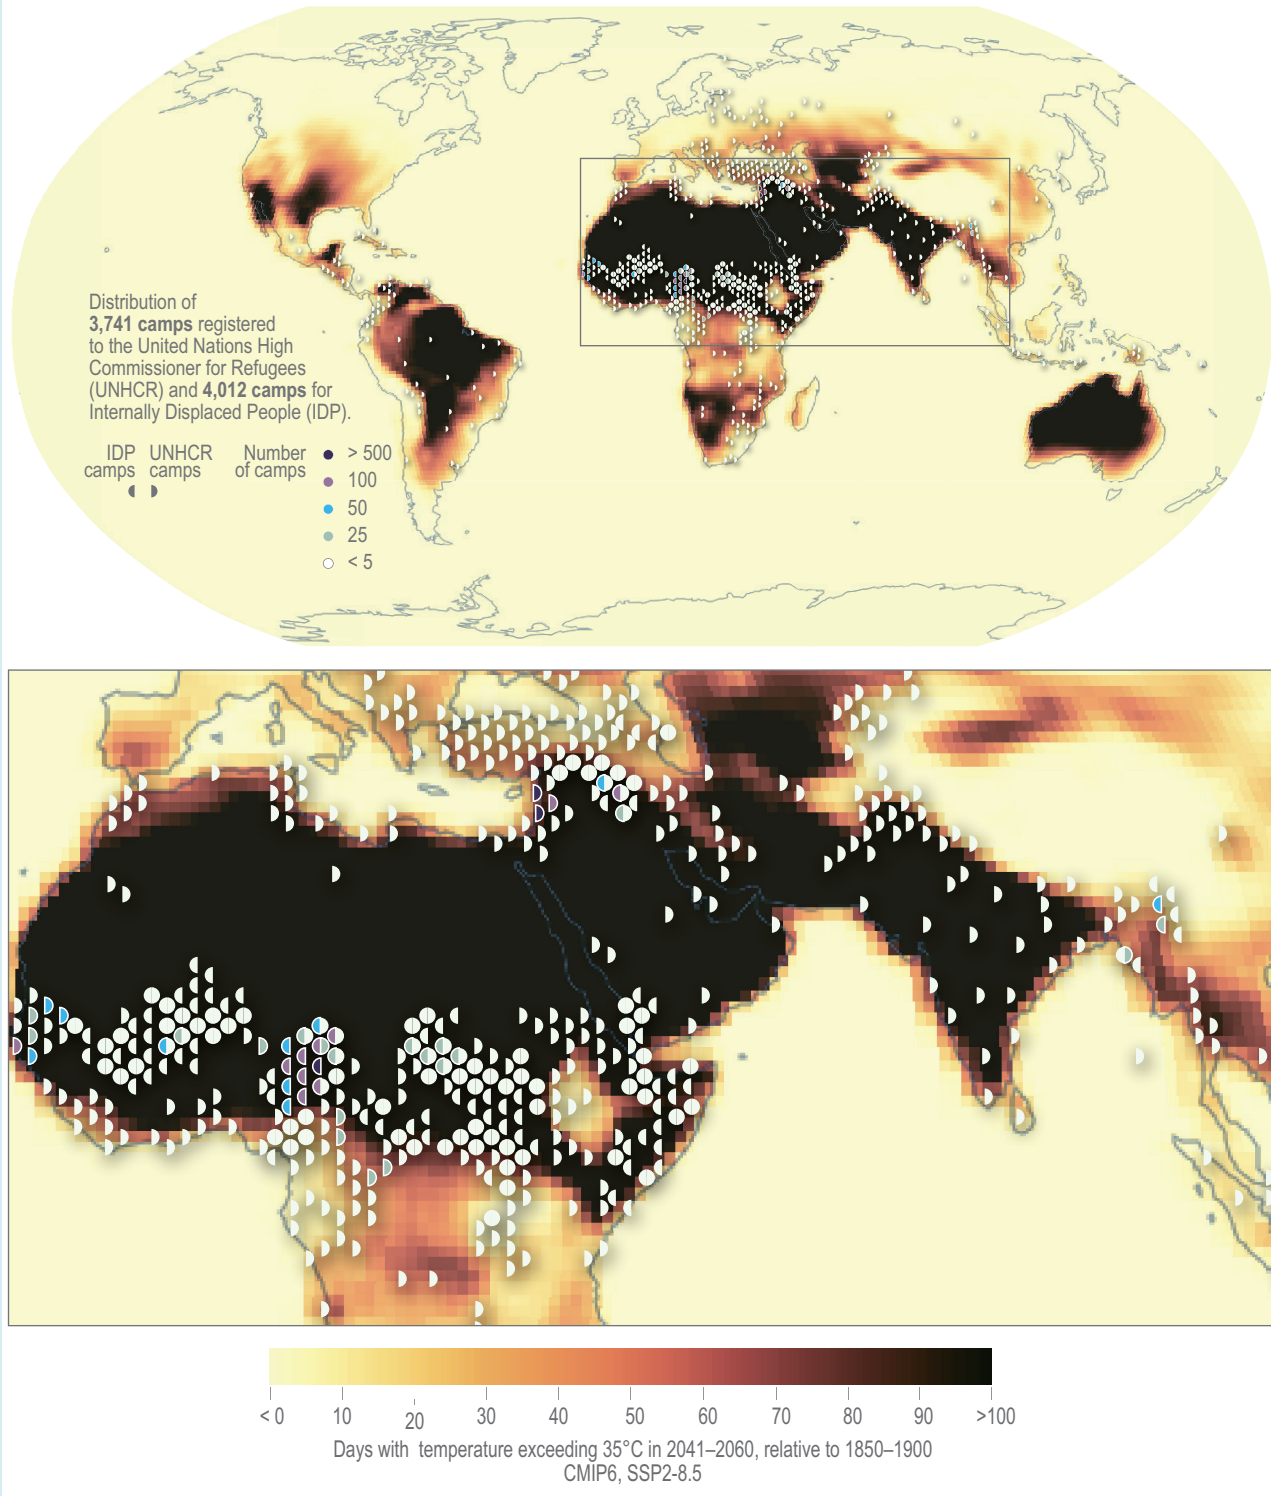 Distribution of
3,741 camps registered
to the United Nations High
Commissioner for Refugees
(UNHCR) and 4,012 camps for
Internally Displaced People (IDP).
IDP UNHCR Number
camps camps of camps
> 500
100
50
25
< 5
< 0 10 20 30 40 50 60 70 80 90 >100
Days with temperature exceeding 35°C in 2041–2060, relative to 1850–1900
CMIP6, SSP2-8.5